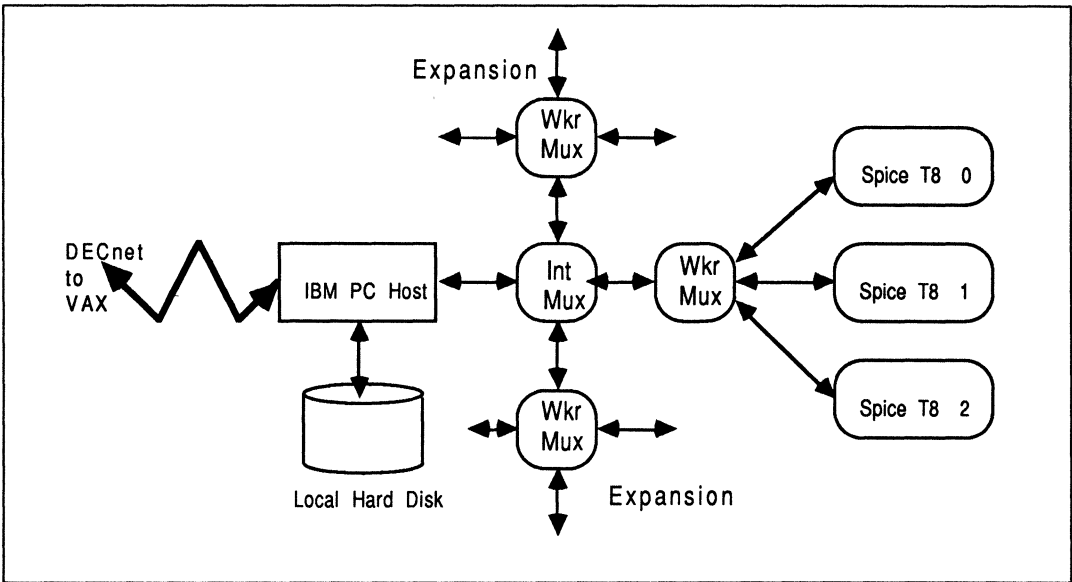 Expansion
Wkr
Mux
Spice T8 0
DECnet
to
VAX
IBM PC Host
Int
Mux
Wkr
Mux
Spice T8 1
Wkr
Mux
Spice T8 2
Local Hard Disk
Expansion